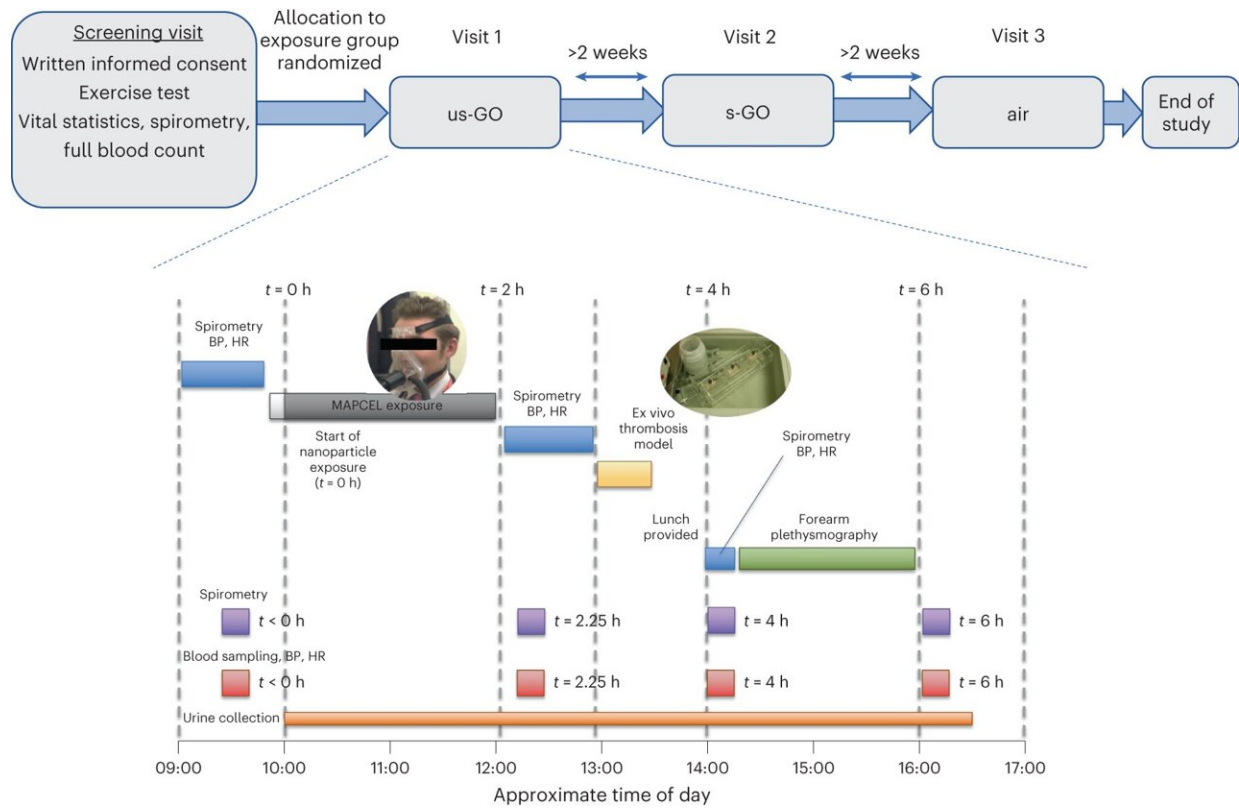 Screening visit
Written informed consent
Exercise test
Vital statistics, spirometry,
full blood count
Allocation to
exposure group
randomized
Visit 1
us-GO
>2 weeks
Visit 2
s-GO
>2 weeks
Visit 3
air
End of
study
t = 0 h
t = 2 h
t = 4 h
t = 6 h
Spirometry
BP, HR
MAPCEL exposure
Start of
nanoparticle
exposure
(t = 0 h)
Spirometry
BP, HR
Ex vivo
thrombosis
model
Spirometry
BP, HR
Lunch
provided
Forearm
plethysmography
Spirometry
t < 0 h
t = 2.25 h
t = 4 h
t = 6 h
Blood sampling, BP, HR
t < 0 h
t = 2.25 h
t = 4 h
t = 6 h
Urine collection
09:00
10:00
11:00
12:00
13:00
14:00
15:00
16:00
17:00
Approximate time of day